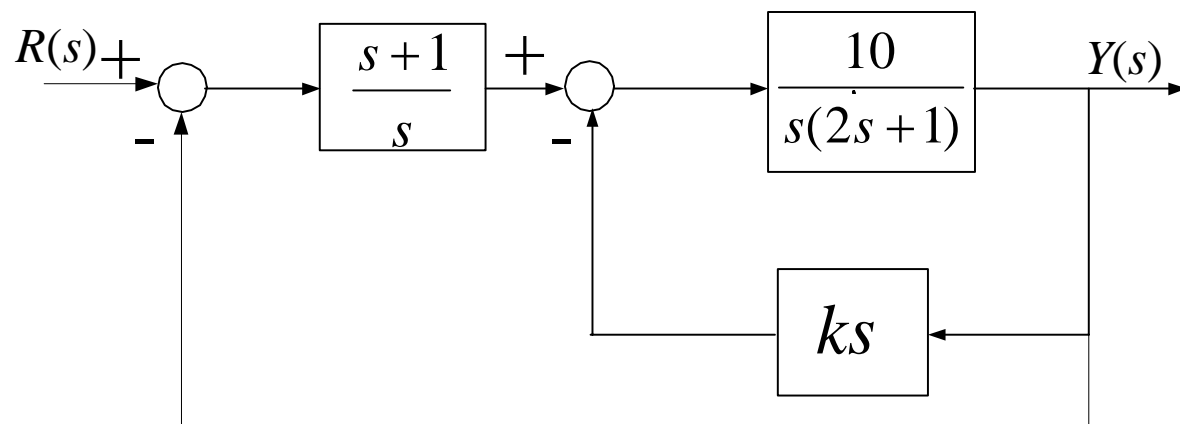 R(s)
+
-
s+1
s
+
-
10
s(2s+1)
Y(s)
ks